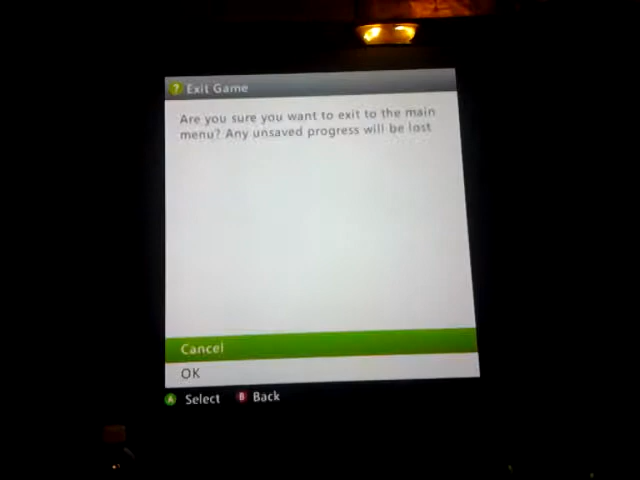 ? Exit Game
Are you sure you want to exit to the main
menu? Any unsaved progress will be lost
Cancel
OK
A Select B Back